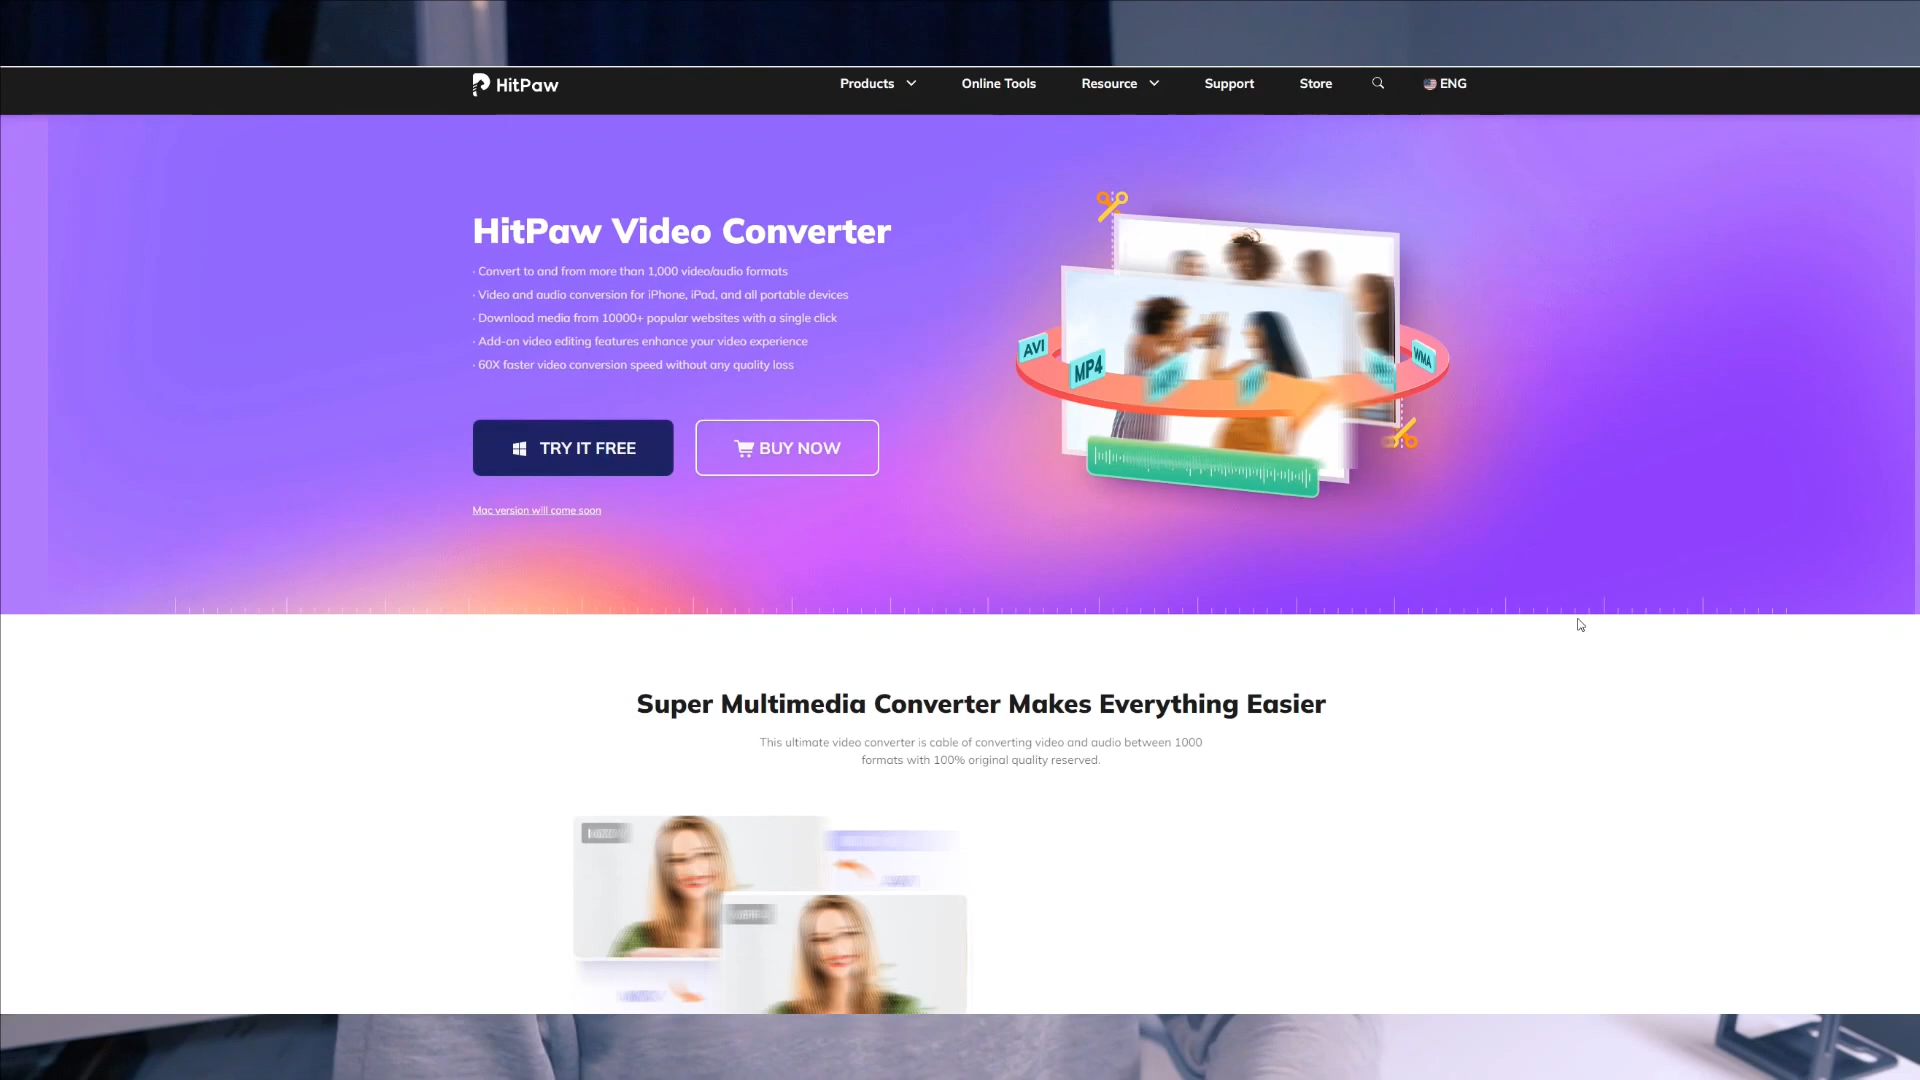 HitPaw
Products
Online Tools
Resource
Support
Store
ENG
HitPaw Video Converter
· Convert to and from more than 1,000 video/audio formats
· Video and audio conversion for iPhone, iPad, and all portable devices
· Download media from 10000+ popular websites with a single click
· Add-on video editing features enhance your video experience
· 60X faster video conversion speed without any quality loss
TRY IT FREE
BUY NOW
Mac version will come soon
AVI
MP4
WMA
Super Multimedia Converter Makes Everything Easier
This ultimate video converter is cable of converting video and audio between 1000
formats with 100% original quality reserved.